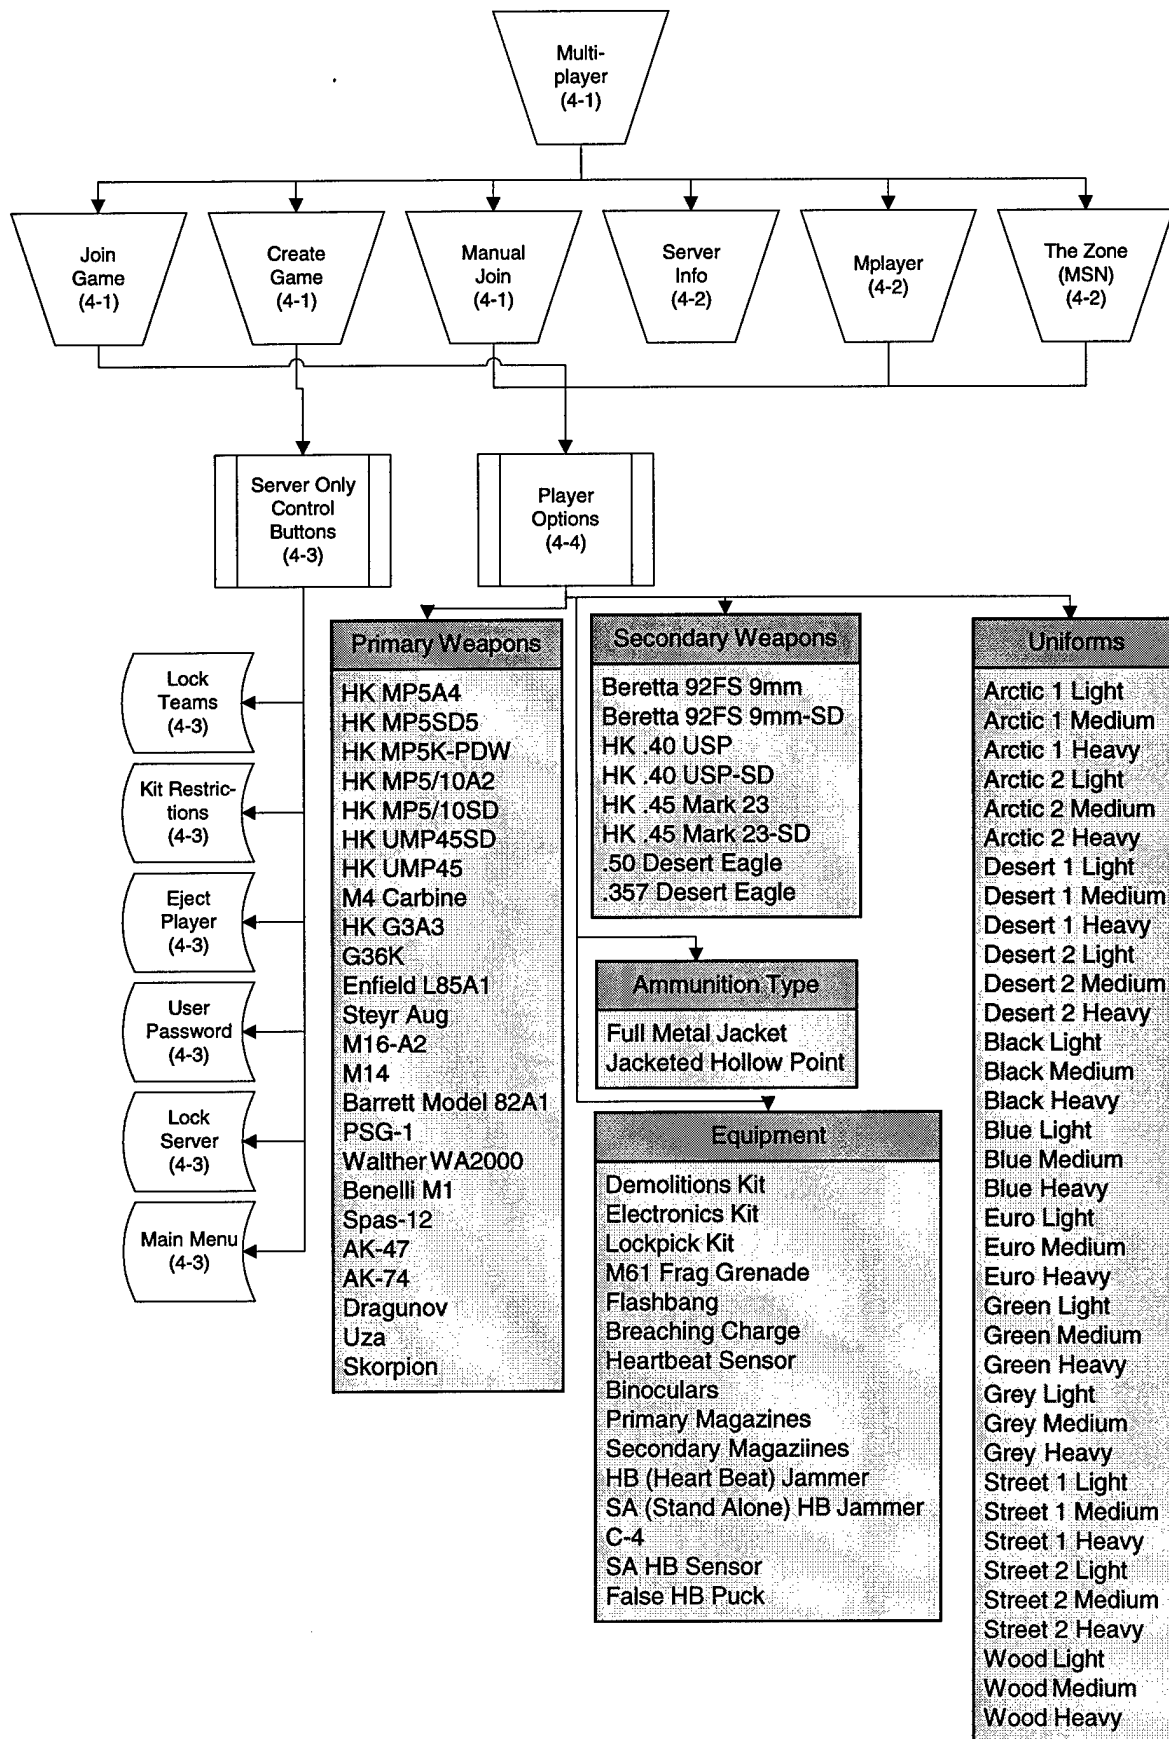 Multi-
player
(4-1)
Join
Game
(4-1)
Create
Game
(4-1)
Manual
Join
(4-1)
Server
Info
(4-2)
Mplayer
(4-2)
The Zone
(MSN)
(4-2)
Server Only
Control
Buttons
(4-3)
Player
Options
(4-4)
Lock
Teams
(4-3)
Kit Restric-
tions
(4-3)
Eject
Player
(4-3)
User
Password
(4-3)
Lock
Server
(4-3)
Main Menu
(4-3)
Primary Weapons
HK MP5A4
HK MP5SD5
HK MP5K-PDW
HK MP5/10A2
HK MP5/10SD
HK UMP45SD
HK UMP45
M4 Carbine
HK G3A3
G36K
Enfield L85A1
Steyr Aug
M16-A2
M14
Barrett Model 82A1
PSG-1
Walther WA2000
Benelli M1
Spas-12
AK-47
AK-74
Dragunov
Uza
Skorpion
Secondary Weapons
Beretta 92FS 9mm
Beretta 92FS 9mm-SD
HK .40 USP
HK .40 USP-SD
HK .45 Mark 23
HK .45 Mark 23-SD
.50 Desert Eagle
.357 Desert Eagle
Ammunition Type
Full Metal Jacket
Jacketed Hollow Point
Equipment
Demolitions Kit
Electronics Kit
Lockpick Kit
M61 Frag Grenade
Flashbang
Breaching Charge
Heartbeat Sensor
Binoculars
Primary Magazines
Secondary Magaziines
HB (Heart Beat) Jammer
SA (Stand Alone) HB Jammer
C-4
SA HB Sensor
False HB Puck
Uniforms
Arctic 1 Light
Arctic 1 Medium
Arctic 1 Heavy
Arctic 2 Light
Arctic 2 Medium
Arctic 2 Heavy
Desert 1 Light
Desert 1 Medium
Desert 1 Heavy
Desert 2 Light
Desert 2 Medium
Desert 2 Heavy
Black Light
Black Medium
Black Heavy
Blue Light
Blue Medium
Blue Heavy
Euro Light
Euro Medium
Euro Heavy
Green Light
Green Medium
Green Heavy
Grey Light
Grey Medium
Grey Heavy
Street 1 Light
Street 1 Medium
Street 1 Heavy
Street 2 Light
Street 2 Medium
Street 2 Heavy
Wood Light
Wood Medium
Wood Heavy